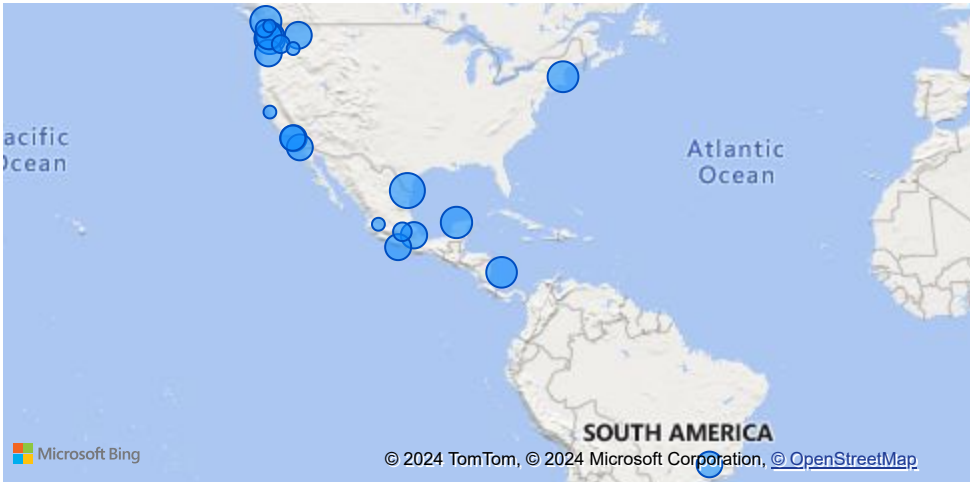 acific
Ocean
Atlantic
Ocean
SOUTH AMERICA
Microsoft Bing
© 2024 TomTom, © 2024 Microsoft Corporation, © OpenStreetMap